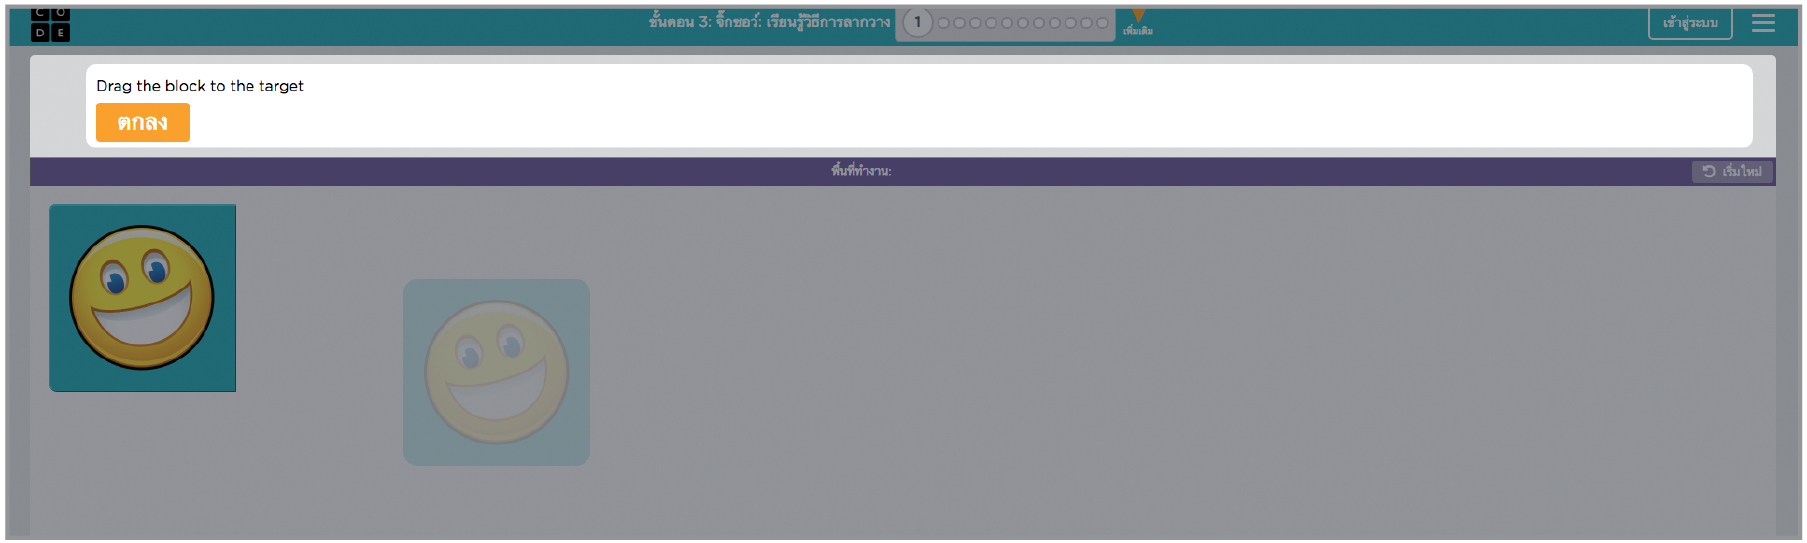 C O
D E
ขั้นตอน 3: จิ๊กซอว์: เรียนรู้วิธีการลากวาง
1
เพิ่มเติม
เข้าสู่ระบบ
Drag the block to the target
ตกลง
พื้นที่ทำงาน:
เริ่มใหม่